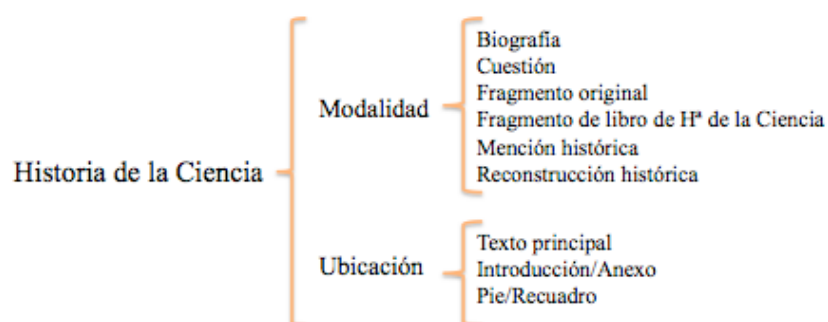 Historia de la Ciencia
Modalidad
Biografía
Cuestión
Fragmento original
Fragmento de libro de Hª de la Ciencia
Mención histórica
Reconstrucción histórica
Ubicación
Texto principal
Introducción/Anexo
Pie/Recuadro